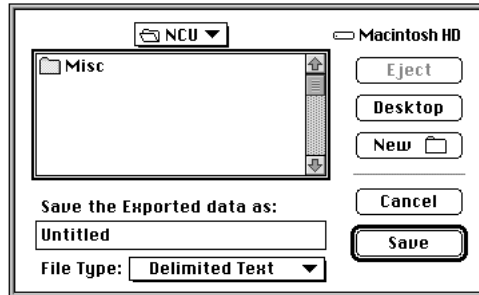 NCU
Macintosh HD
Misc
Eject
Desktop
New
Save the Exported data as:
Untitled
Cancel
Save
File Type: Delimited Text